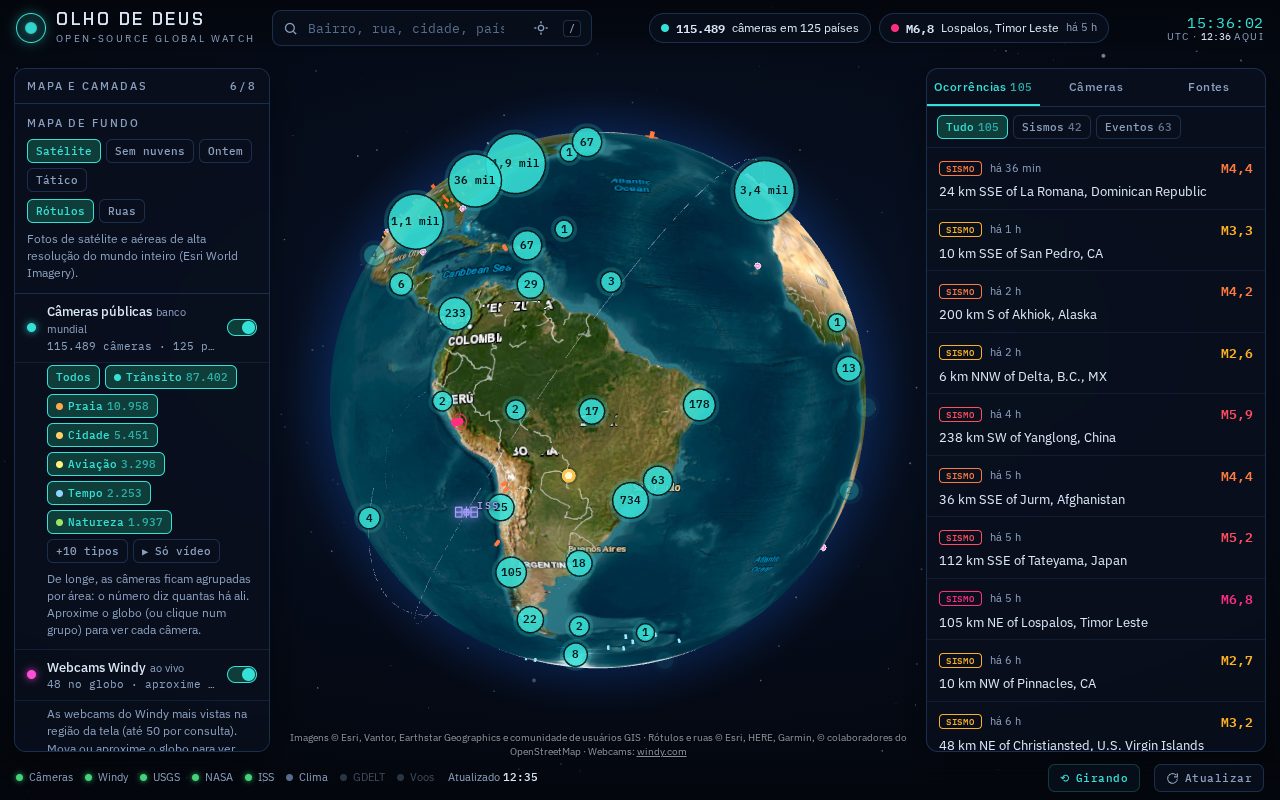 OLHO DE DEUS
OPEN-SOURCE GLOBAL WATCH
Bairro, rua, cidade, paí
/
115.489 câmeras em 125 países
M6,8 Lospalos, Timor Leste há 5 h
15:36:02
UTC · 12:36 AQUI
MAPA E CAMADAS 6/8
MAPA DE FUNDO
Satélite Sem nuvens Ontem
Tático
Rótulos Ruas
Fotos de satélite e aéreas de alta
resolução do mundo inteiro (Esri World
Imagery).
Câmeras públicas banco
mundial
115.489 câmeras · 125 p…
Todos Trânsito 87.402
Praia 10.958
Cidade 5.451
Aviação 3.298
Tempo 2.253
Natureza 1.937
+10 tipos ▶ Só vídeo
De longe, as câmeras ficam agrupadas
por área: o número diz quantas há ali.
Aproxime o globo (ou clique num
grupo) para ver cada câmera.
Webcams Windy ao vivo
48 no globo · aproxime …
As webcams do Windy mais vistas na
região da tela (até 50 por consulta).
Mova ou aproxime o globo para ver
67
1
,9 mil
36 mil
3,4 mil
1,1 mil
Atlantic
Ocean
1
67
4
Caribbean Sea
6
29
3
233
COLOMBI
1
13
2
2
17
178
ISS
25
63
734
4
Buenos Aires
105
ARGENTIN
18
Atlantic
Ocean
22
2
1
8
Imagens © Esri, Vantor, Earthstar Geographics e comunidade de usuários GIS · Rótulos e ruas © Esri, HERE, Garmin, © colaboradores do
OpenStreetMap · Webcams: windy.com
Ocorrências 105 Câmeras Fontes
Tudo 105 Sismos 42 Eventos 63
SISMO há 36 min M4,4
24 km SSE of La Romana, Dominican Republic
SISMO há 1 h M3,3
10 km SSE of San Pedro, CA
SISMO há 2 h M4,2
200 km S of Akhiok, Alaska
SISMO há 2 h M2,6
6 km NNW of Delta, B.C., MX
SISMO há 4 h M5,9
238 km SW of Yanglong, China
SISMO há 5 h M4,4
36 km SSE of Jurm, Afghanistan
SISMO há 5 h M5,2
112 km SSE of Tateyama, Japan
SISMO há 5 h M6,8
105 km NE of Lospalos, Timor Leste
SISMO há 6 h M2,7
10 km NW of Pinnacles, CA
SISMO há 6 h M3,2
48 km NE of Christiansted, U.S. Virgin Islands
Câmeras Windy USGS NASA ISS Clima GDELT Voos Atualizado 12:35
Girando Atualizar